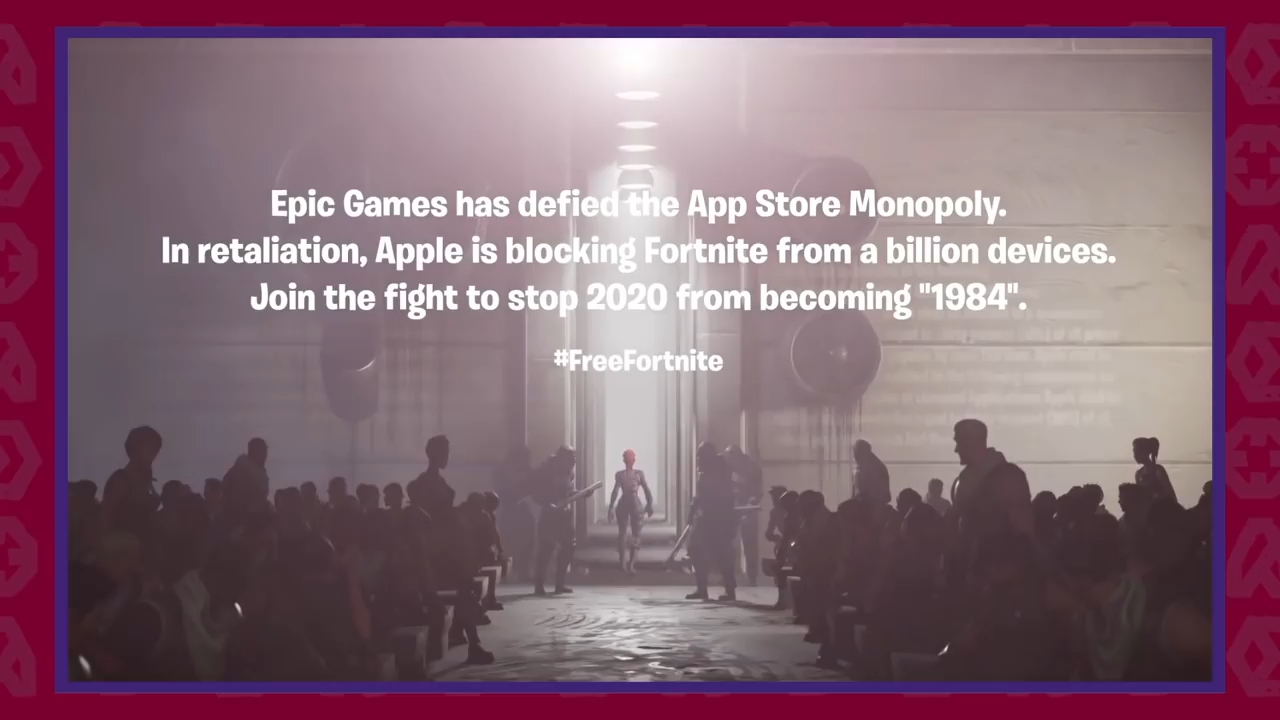 Epic Games has defied the App Store Monopoly.
In retaliation, Apple is blocking Fortnite from a billion devices.
Join the fight to stop 2020 from becoming "1984".
#FreeFortnite